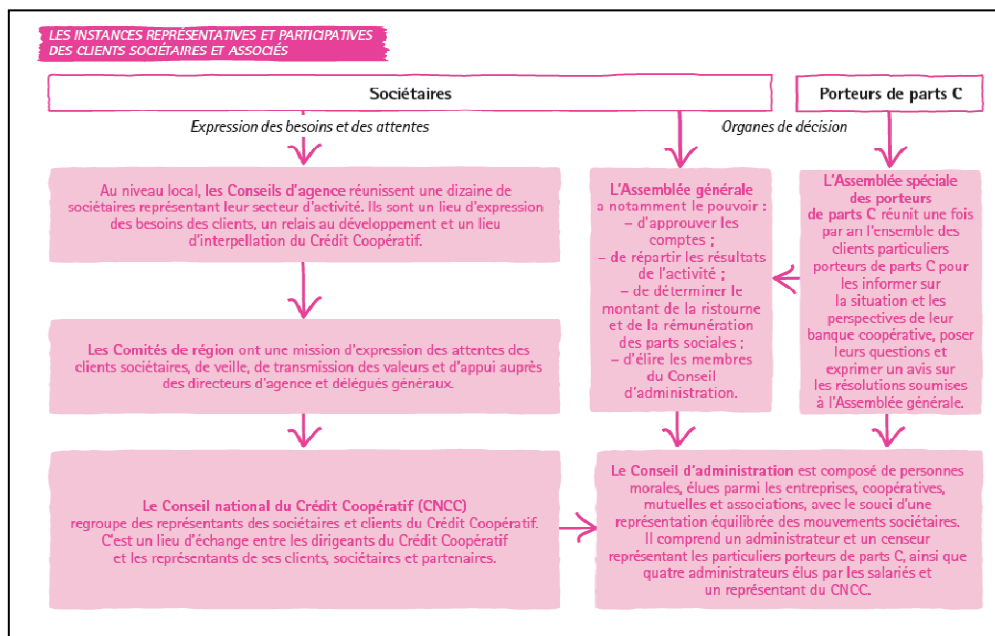 LES INSTANCES REPRÉSENTATIVES ET PARTICIPATIVES
DES CLIENTS SOCIÉTAIRES ET ASSOCIÉS
Sociétaires
Porteurs de parts C
Expression des besoins et des attentes
Organes de décision
Au niveau local, les Conseils d'agence réunissent une dizaine de
sociétaires représentant leur secteur d'activité. Ils sont un lieu d'expression
des besoins des clients, un relais au développement et un lieu
d'interpellation du Crédit Coopératif.
Les Comités de région ont une mission d'expression des attentes des
clients sociétaires, de veille, de transmission des valeurs et d'appui auprès
des directeurs d'agence et délégués généraux.
Le Conseil national du Crédit Coopératif (CNCC)
regroupe des représentants des sociétaires et clients du Crédit Coopératif.
C'est un lieu d'échange entre les dirigeants du Crédit Coopératif
et les représentants de ses clients, sociétaires et partenaires.
L'Assemblée générale
a notamment le pouvoir :
– d'approuver les
comptes ;
– de répartir les résultats
de l'activité ;
– de déterminer le
montant de la ristourne
et de la rémunération
des parts sociales ;
– d'élire les membres
du Conseil
d'administration.
L'Assemblée spéciale
des porteurs
de parts C réunit une fois
par an l'ensemble des
clients particuliers
porteurs de parts C pour
les informer sur
la situation et les
perspectives de leur
banque coopérative, poser
leurs questions et
exprimer un avis sur
les résolutions soumises
à l'Assemblée générale.
Le Conseil d'administration est composé de personnes
morales, élues parmi les entreprises, coopératives,
mutuelles et associations, avec le souci d'une
représentation équilibrée des mouvements sociétaires.
Il comprend un administrateur et un censeur
représentant les particuliers porteurs de parts C, ainsi que
quatre administrateurs élus par les salariés et
un représentant du CNCC.